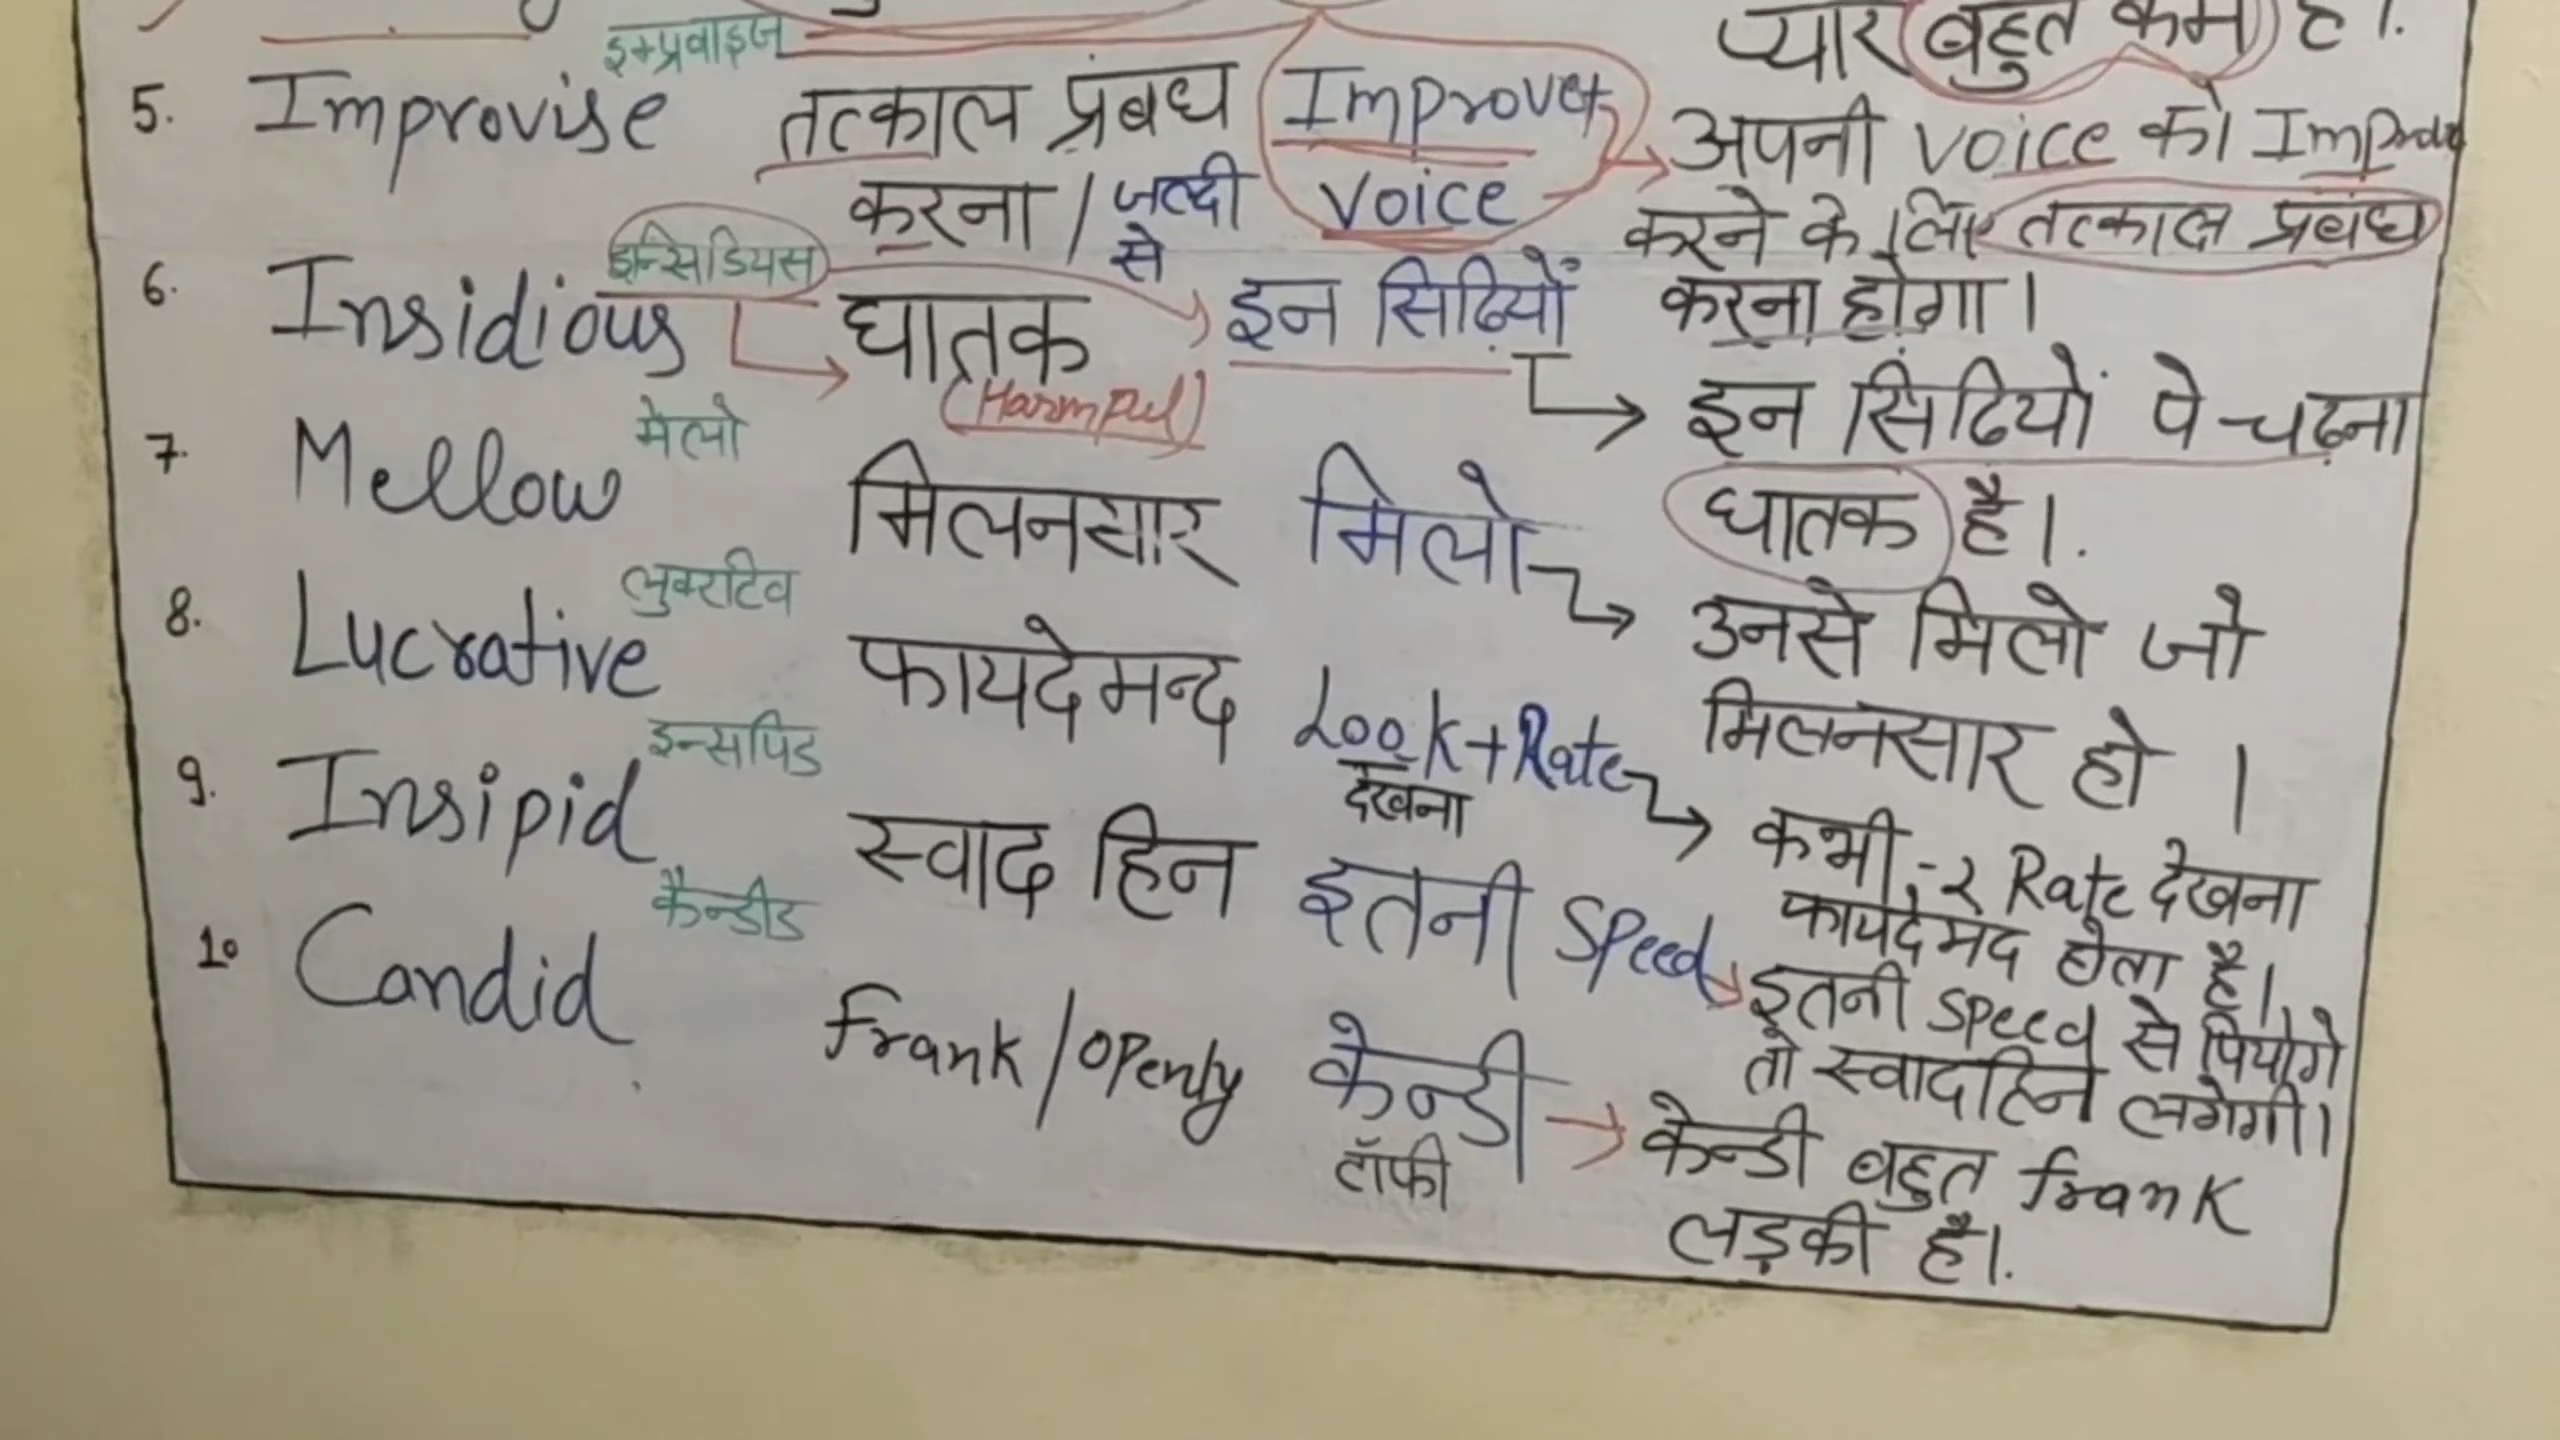 प्यार बहुत कम है।
इम्प्रवाइज
5. Improvise तत्काल प्रंबध Improve+ अपनी voice को
करना / जल्दी से Voice करने के लिए तत्काल प्रबंध
इन्सिडियस
6. Insidious घातक इन सिढियों करना होगा।
(Harmful) इन सिढियों पे चढ़ना
मेलो
7. Mellow मिलनसार मिलो घातक है।
लुक्रटिव
8. Lucrative फायदेमन्द Look+Rate उनसे मिलो जो
देखना मिलनसार हो ।
इन्सपिड
9. Insipid स्वाद हिन इतनी Speed कभी-२ Rate देखना
फायदेमंद होता है।
कैन्डीड
10 Candid frank/openly केन्डी इतनी speed से पियोगे
टॉफी तो स्वादहिन लगेगी।
केन्डी बहुत frank
लड़की है।